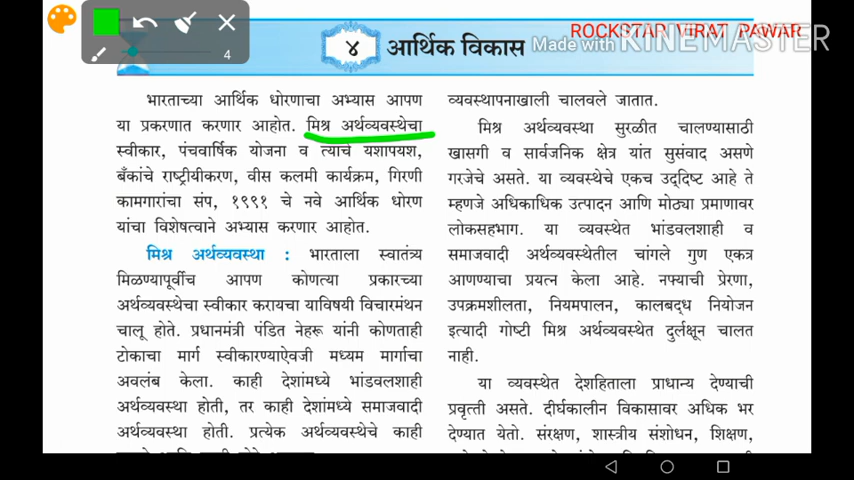 ४ आर्थिक विकास
ROCKSTAR VIRAT PAWAR
Made with KINEMASTER
4
भारताच्या आर्थिक धोरणाचा अभ्यास आपण
या प्रकरणात करणार आहोत. मिश्र अर्थव्यवस्थेचा
स्वीकार, पंचवार्षिक योजना व त्याचे यशापयश,
बँकांचे राष्ट्रीयीकरण, वीस कलमी कार्यक्रम, गिरणी
कामगारांचा संप, १९९१ चे नवे आर्थिक धोरण
यांचा विशेषत्वाने अभ्यास करणार आहोत.
मिश्र अर्थव्यवस्था : भारताला स्वातंत्र्य
मिळण्यापूर्वीच आपण कोणत्या प्रकारच्या
अर्थव्यवस्थेचा स्वीकार करायचा याविषयी विचारमंथन
चालू होते. प्रधानमंत्री पंडित नेहरू यांनी कोणताही
टोकाचा मार्ग स्वीकारण्याऐवजी मध्यम मार्गाचा
अवलंब केला. काही देशांमध्ये भांडवलशाही
अर्थव्यवस्था होती, तर काही देशांमध्ये समाजवादी
अर्थव्यवस्था होती. प्रत्येक अर्थव्यवस्थेचे काही
व्यवस्थापनाखाली चालवले जातात.
मिश्र अर्थव्यवस्था सुरळीत चालण्यासाठी
खासगी व सार्वजनिक क्षेत्र यांत सुसंवाद असणे
गरजेचे असते. या व्यवस्थेचे एकच उद्‌दिष्ट आहे ते
म्हणजे अधिकाधिक उत्पादन आणि मोठ्या प्रमाणावर
लोकसहभाग. या व्यवस्थेत भांडवलशाही व
समाजवादी अर्थव्यवस्थेतील चांगले गुण एकत्र
आणण्याचा प्रयत्न केला आहे. नफ्याची प्रेरणा,
उपक्रमशीलता, नियमपालन, कालबद्ध नियोजन
इत्यादी गोष्टी मिश्र अर्थव्यवस्थेत दुर्लक्षून चालत
नाही.
या व्यवस्थेत देशहिताला प्राधान्य देण्याची
प्रवृत्ती असते. दीर्घकालीन विकासावर अधिक भर
देण्यात येतो. संरक्षण, शास्त्रीय संशोधन, शिक्षण,